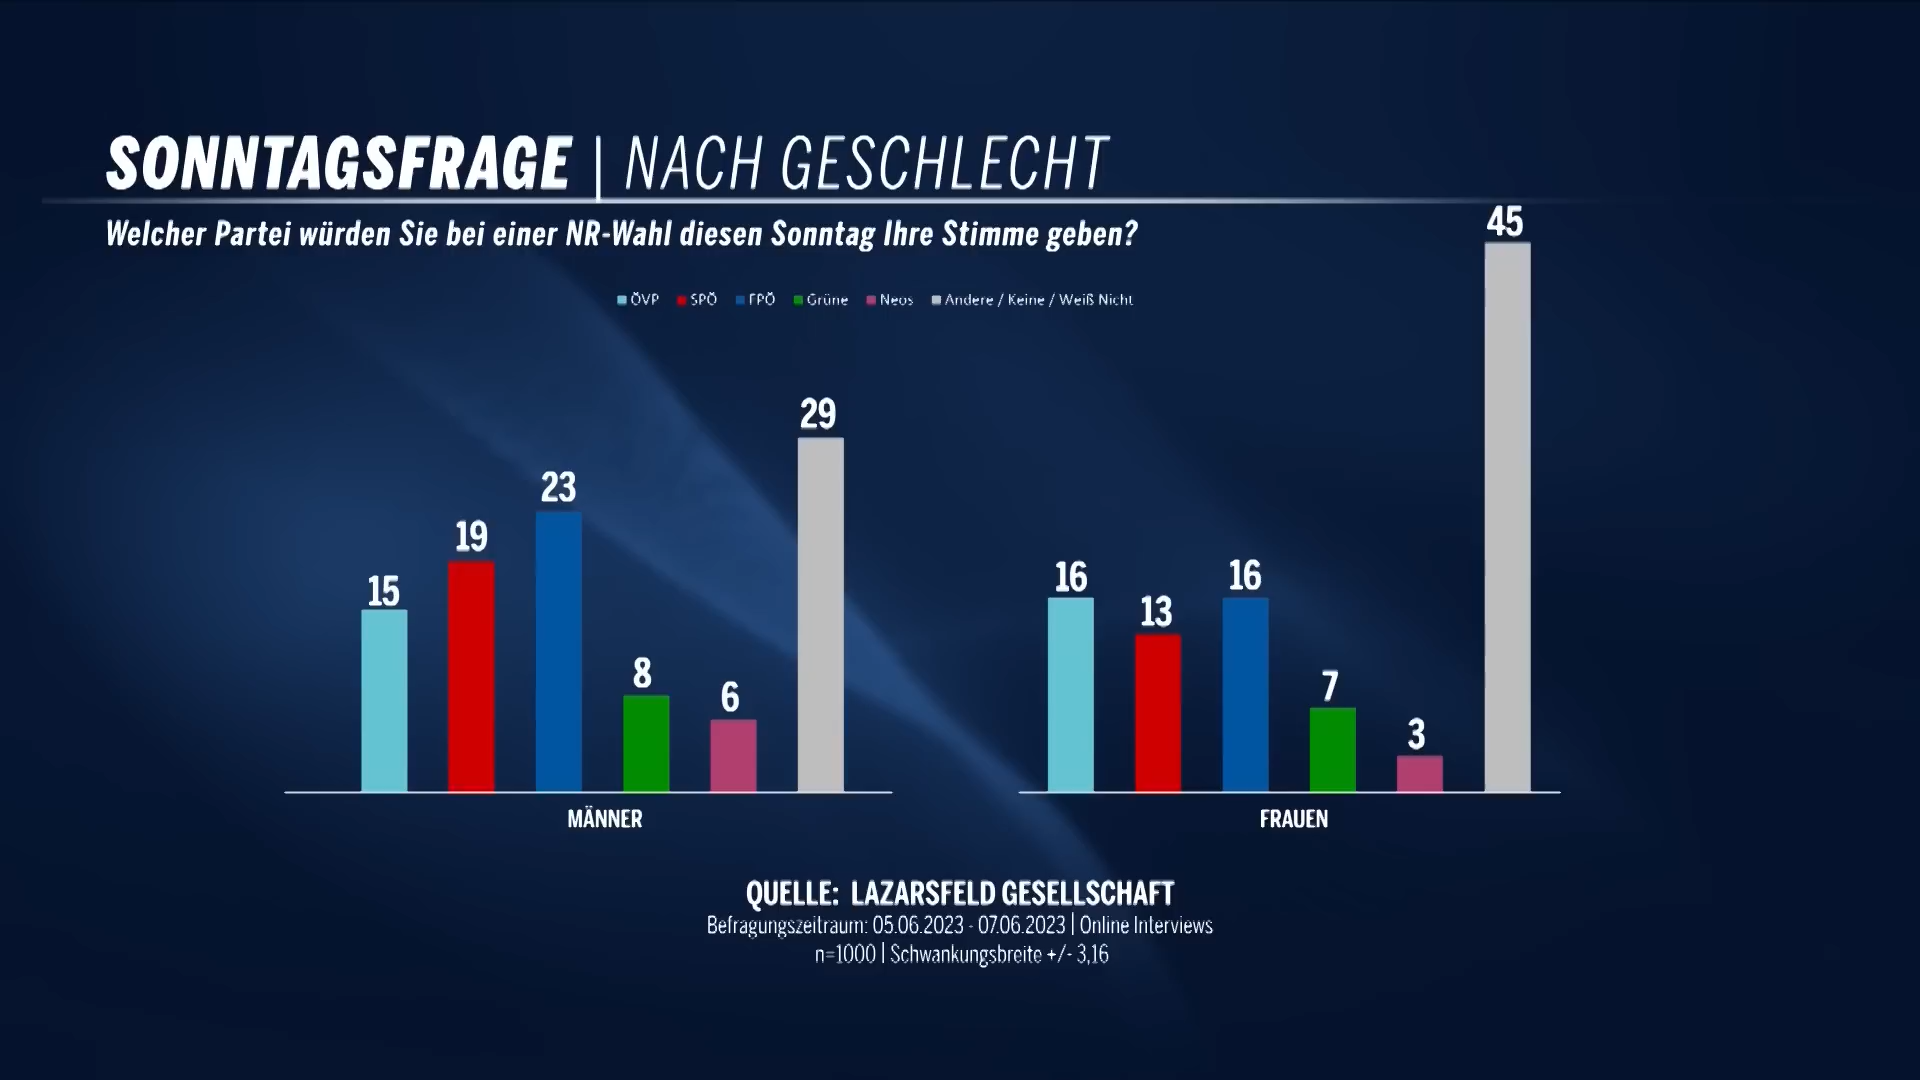 SONNTAGSFRAGE | NACH GESCHLECHT
Welcher Partei würden Sie bei einer NR-Wahl diesen Sonntag Ihre Stimme geben?
ÖVP SPÖ FPÖ Grüne Neos Andere / Keine / Weiß Nicht
15 19 23 8 6 29
MÄNNER
16 13 16 7 3 45
FRAUEN
QUELLE: LAZARSFELD GESELLSCHAFT
Befragungszeitraum: 05.06.2023 - 07.06.2023 | Online Interviews
n=1000 | Schwankungsbreite +/- 3,16